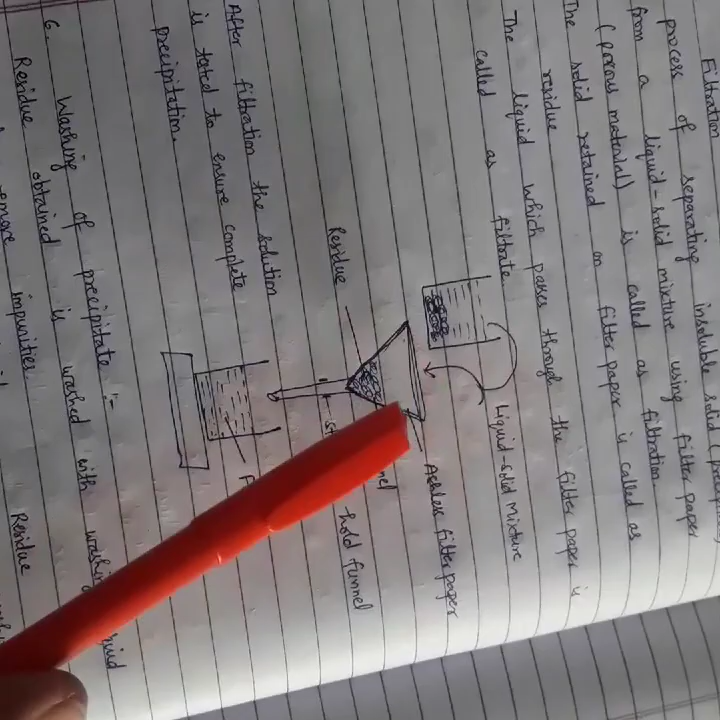 Filtration
process of separating insoluble solid (
from a liquid-solid mixture using filter paper
(porous material) is called as filtration
The solid retained on filter paper is called as
residue
The liquid which passes through the filter paper is
called as filtrate
Liquid-solid mixture
Ashless filter paper
Residue
hold funnel
After filtration the solution
is tested to ensure complete
precipitation.
6. Washing of precipitate :-
Residue obtained is washed with
remove impurities. Residue